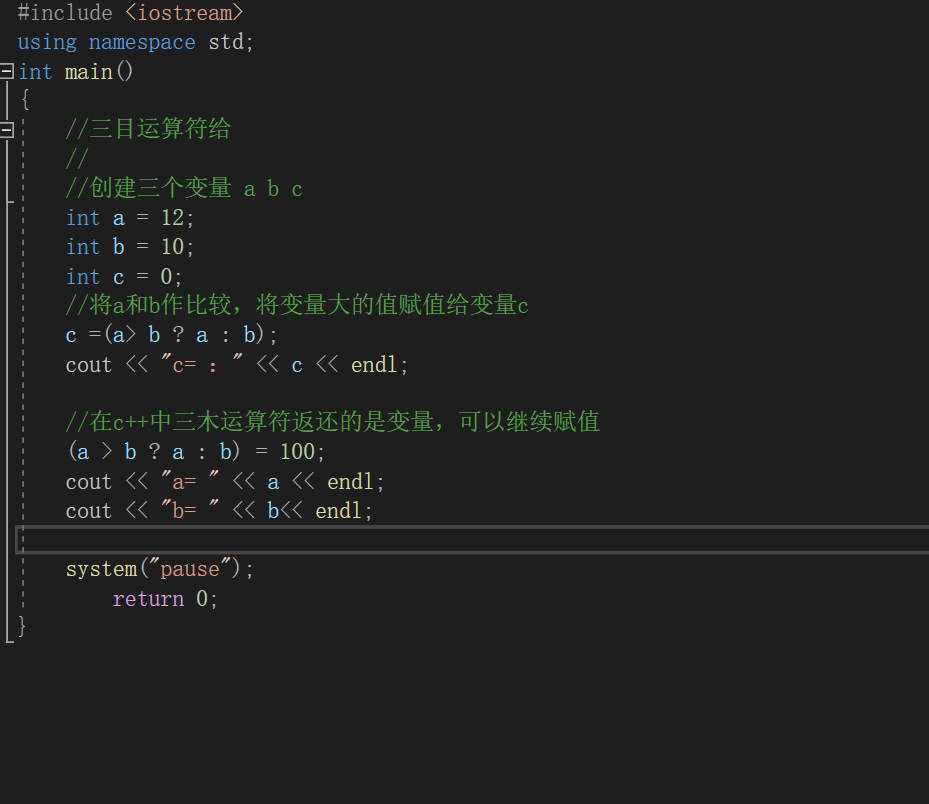 #include <iostream>
using namespace std;
int main()
{
//三目运算符给
//
//创建三个变量 a b c
int a = 12;
int b = 10;
int c = 0;
//将a和b作比较，将变量大的值赋值给变量c
c =(a> b ? a : b);
cout << "c= ：" << c << endl;
//在c++中三木运算符返还的是变量，可以继续赋值
(a > b ? a : b) = 100;
cout << "a= " << a << endl;
cout << "b= " << b<< endl;
system("pause");
return 0;
}